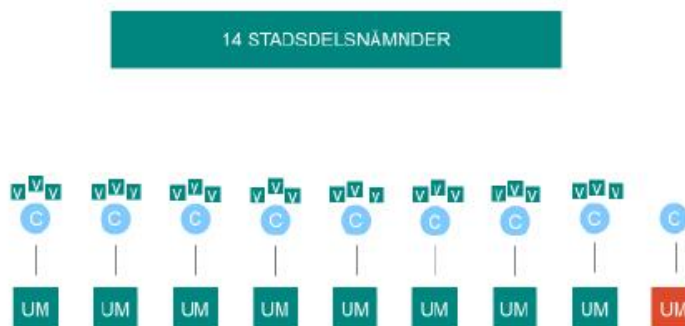 14 STADSDELSNÄMNDER
V V V V V V V V V V V V V V V V V V V V V V V V
C C C C C C C C C
UM UM UM UM UM UM UM UM UM